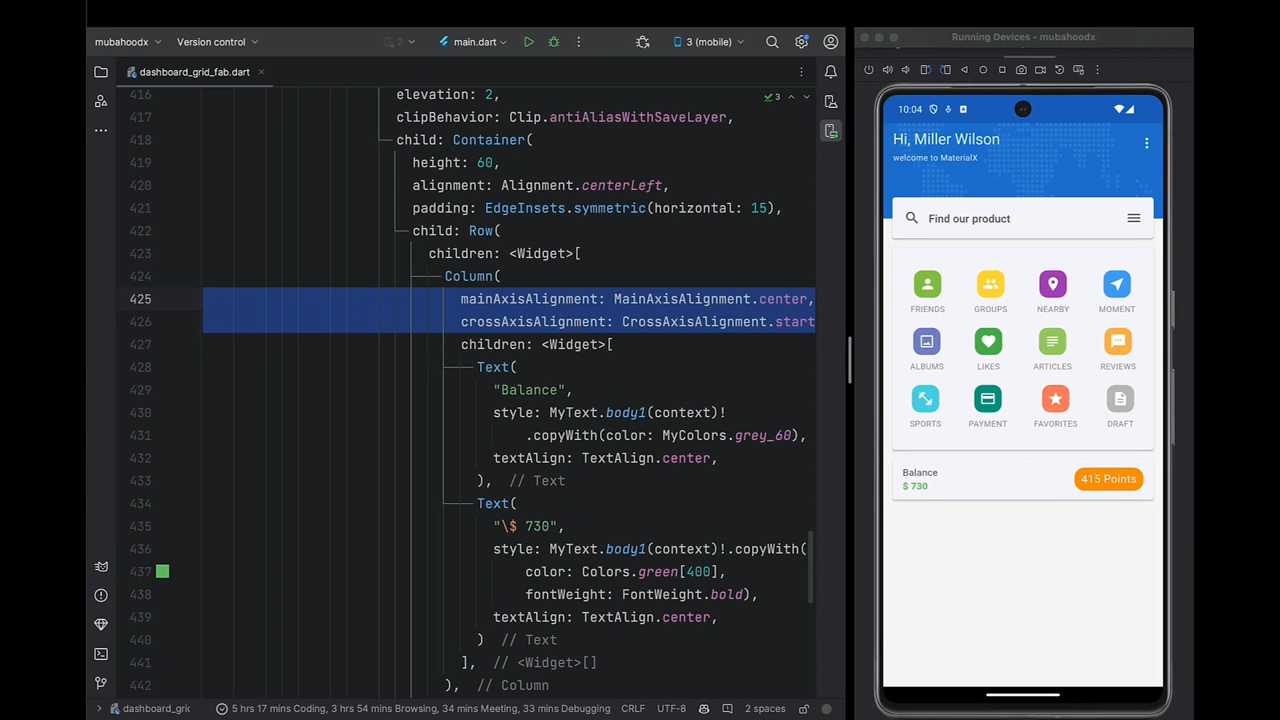 mubahoodx
Version control
2
main.dart
3 (mobile)
dashboard_grid_fab.dart
3
416 elevation: 2,
417 clipBehavior: Clip.antiAliasWithSaveLayer,
418 child: Container(
419 height: 60,
420 alignment: Alignment.centerLeft,
421 padding: EdgeInsets.symmetric(horizontal: 15),
422 child: Row(
423 children: <Widget>[
424 Column(
425 mainAxisAlignment: MainAxisAlignment.center,
426 crossAxisAlignment: CrossAxisAlignment.start
427 children: <Widget>[
428 Text(
429 "Balance",
430 style: MyText.body1(context)!
431 .copyWith(color: MyColors.grey_60),
432 textAlign: TextAlign.center,
433 ), // Text
434 Text(
435 "\$ 730",
436 style: MyText.body1(context)!.copyWith(
437 color: Colors.green[400],
438 fontWeight: FontWeight.bold),
439 textAlign: TextAlign.center,
440 ) // Text
441 ], // <Widget>[]
442 ), // Column
dashboard_gric
5 hrs 17 mins Coding, 3 hrs 54 mins Browsing, 34 mins Meeting, 33 mins Debugging
CRLF
UTF-8
2 spaces
Running Devices - mubahoodx
10:04
Hi, Miller Wilson
welcome to MaterialX
Find our product
FRIENDS
GROUPS
NEARBY
MOMENT
ALBUMS
LIKES
ARTICLES
REVIEWS
SPORTS
PAYMENT
FAVORITES
DRAFT
Balance
$ 730
415 Points